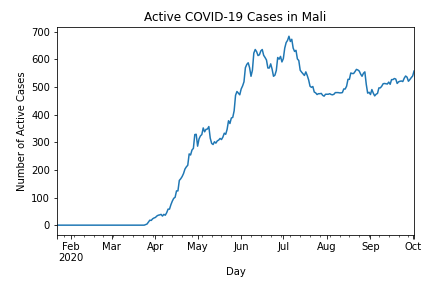 Active COVID-19 Cases in Mali
700
600
500
400
300
200
100
0
Number of Active Cases
Feb Mar Apr May Jun Jul Aug Sep Oct
2020
Day